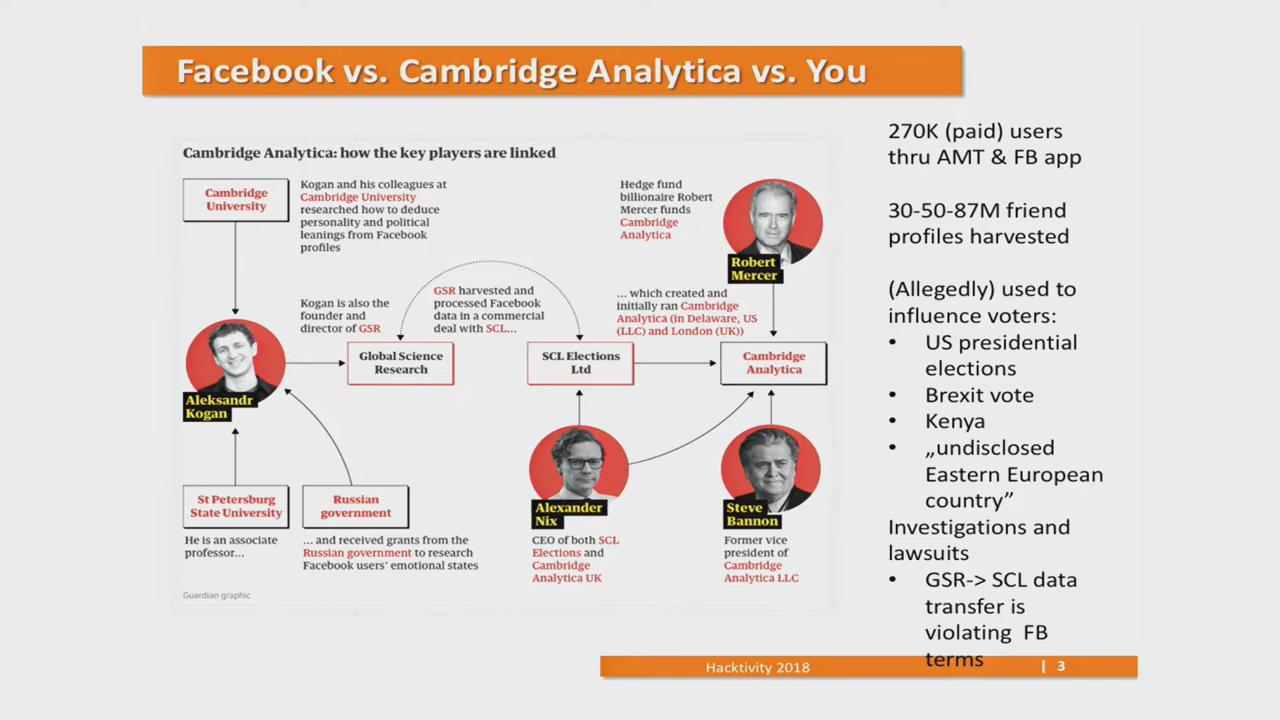 Facebook vs. Cambridge Analytica vs. You
Cambridge Analytica: how the key players are linked
Cambridge
University
Kogan and his colleagues at
Cambridge University
researched how to deduce
personality and political
leanings from Facebook
profiles
Hedge fund
billionaire Robert
Mercer funds
Cambridge
Analytica
Robert
Mercer
Kogan is also the
founder and
director of GSR
GSR harvested and
processed Facebook
data in a commercial
deal with SCL...
... which created and
initially ran Cambridge
Analytica (in Delaware, US
(LLC) and London (UK))
Aleksandr
Kogan
Global Science
Research
SCL Elections
Ltd
Cambridge
Analytica
St Petersburg
State University
Russian
government
Alexander
Nix
Steve
Bannon
He is an associate
professor...
... and received grants from the
Russian government to research
Facebook users' emotional states
CEO of both SCL
Elections and
Cambridge
Analytica UK
Former vice
president of
Cambridge
Analytica LLC
Guardian graphic
270K (paid) users
thru AMT & FB app
30-50-87M friend
profiles harvested
(Allegedly) used to
influence voters:
• US presidential
elections
• Brexit vote
• Kenya
• „undisclosed
Eastern European
country”
Investigations and
lawsuits
• GSR-> SCL data
transfer is
violating FB
terms
Hacktivity 2018
| 3